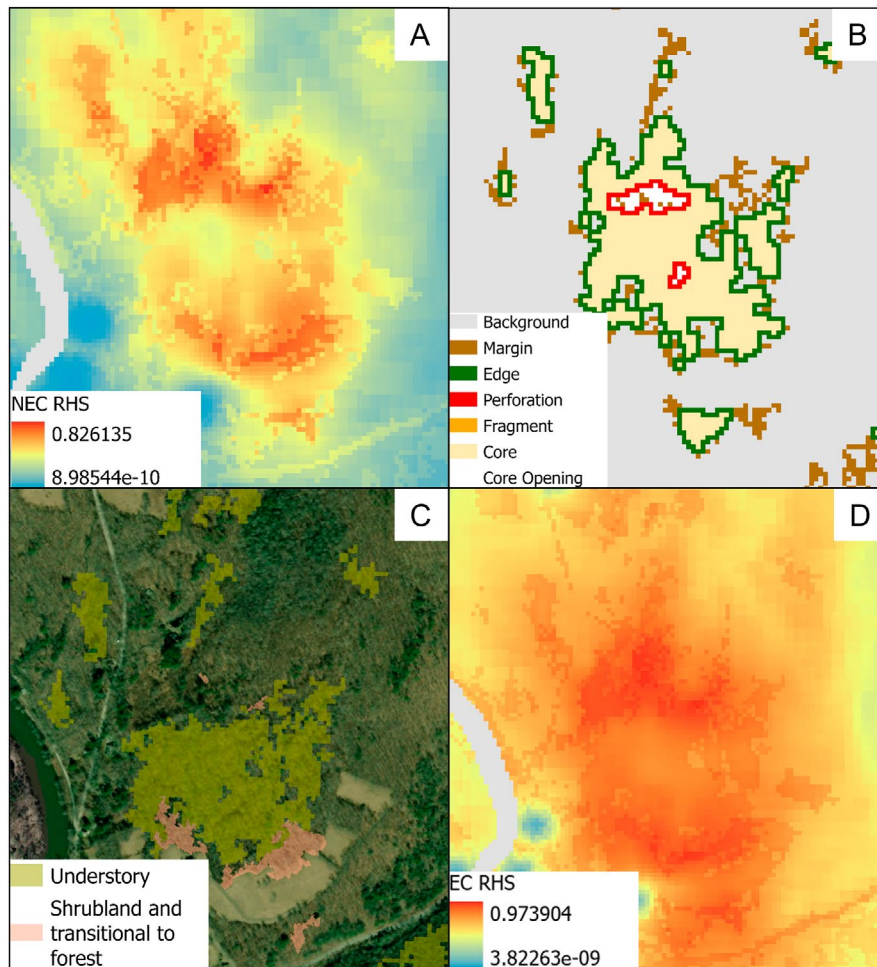 A
NEC RHS
0.826135
8.98544e-10
B
Background
Margin
Edge
Perforation
Fragment
Core
Core Opening
C
Understory
Shrubland and
transitional to
forest
D
EC RHS
0.973904
3.82263e-09